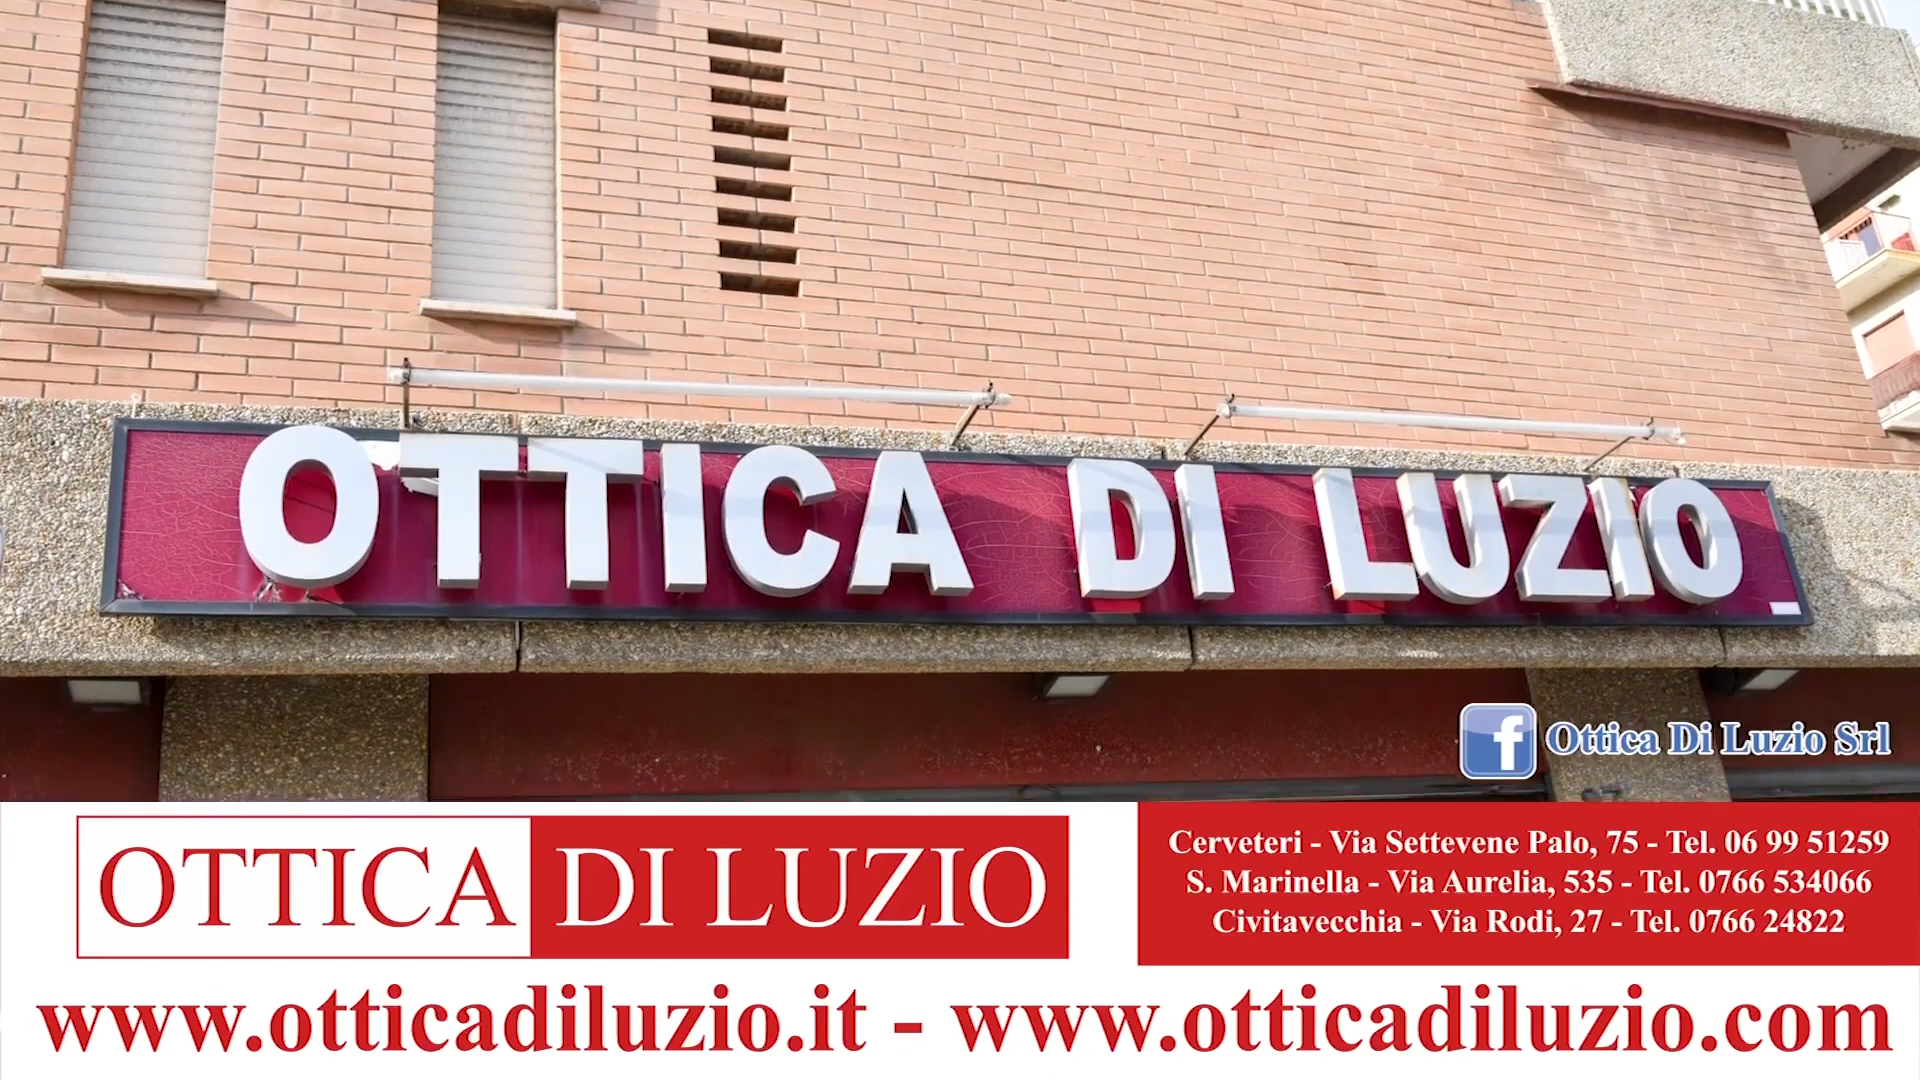 OTTICA DI LUZIO
f Ottica Di Luzio Srl
OTTICA DI LUZIO
Cerveteri - Via Settevene Palo, 75 - Tel. 06 99 51259
S. Marinella - Via Aurelia, 535 - Tel. 0766 534066
Civitavecchia - Via Rodi, 27 - Tel. 0766 24822
www.otticadiluzio.it - www.otticadiluzio.com